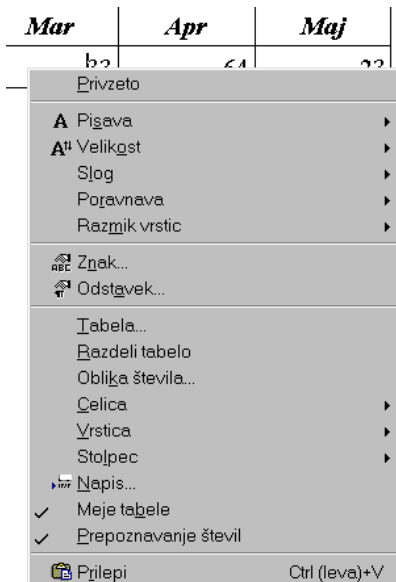 Mar Apr Maj
Privzeto
Pisava
Velikost
Slog
Poravnava
Razmik vrstic
Znak...
Odstavek...
Tabela...
Razdeli tabelo
Oblika števila...
Celica
Vrstica
Stolpec
Napis...
Meje tabele
Prepoznavanje števil
Prilepi Ctrl (leva)+V